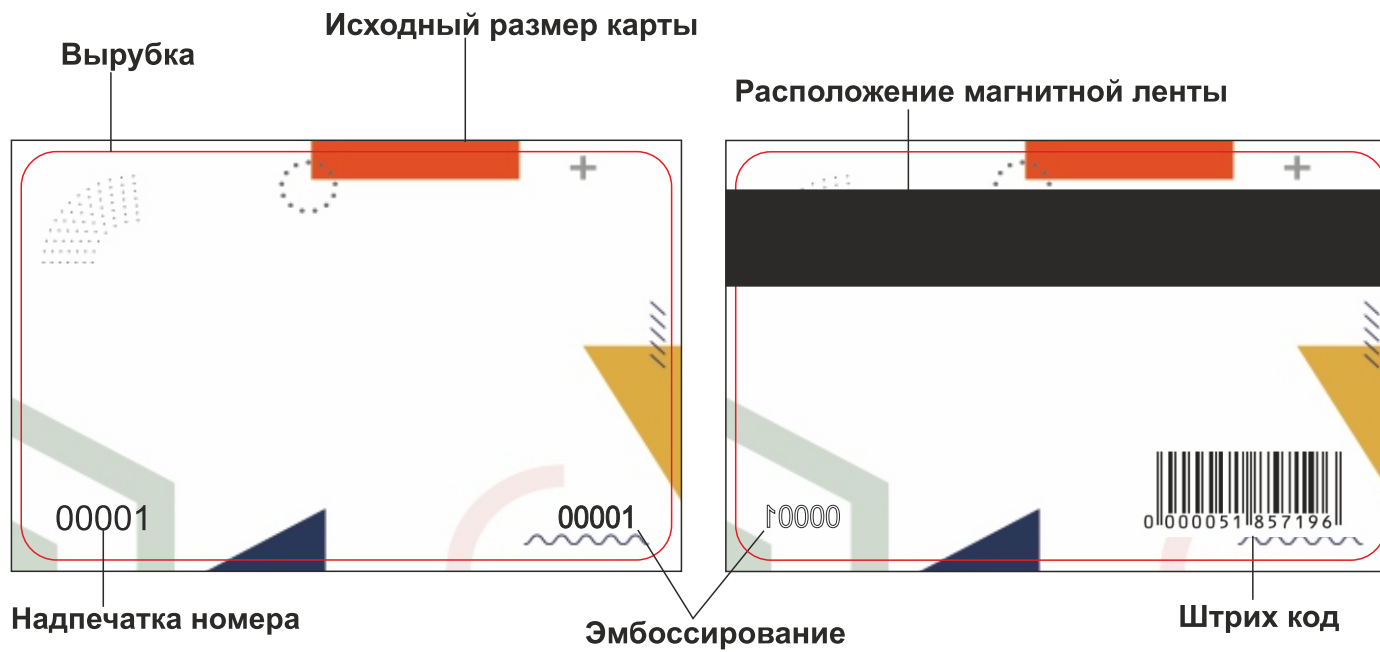 Исходный размер карты
Вырубка
Расположение магнитной ленты
00001
00001
00001
0 000051 857196
Надпечатка номера
Эмбоссирование
Штрих код